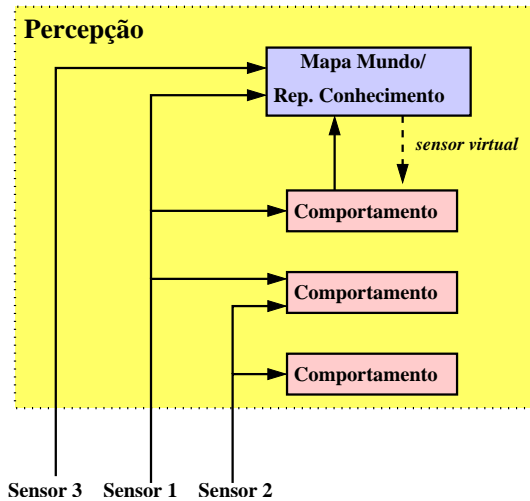 Percepção
Mapa Mundo/
Rep. Conhecimento
sensor virtual
Comportamento
Comportamento
Comportamento
Sensor 3 Sensor 1 Sensor 2